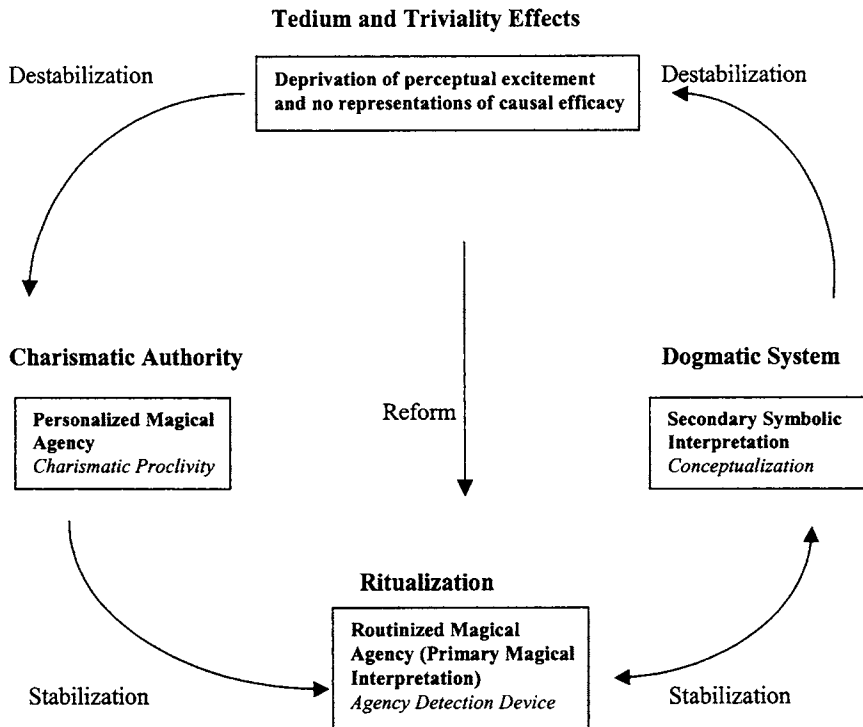 Tedium and Triviality Effects
Destabilization
Destabilization
Deprivation of perceptual excitement
and no representations of causal efficacy
Charismatic Authority
Dogmatic System
Personalized Magical
Agency
Charismatic Proclivity
Reform
Secondary Symbolic
Interpretation
Conceptualization
Ritualization
Routinized Magical
Agency (Primary Magical
Interpretation)
Agency Detection Device
Stabilization
Stabilization